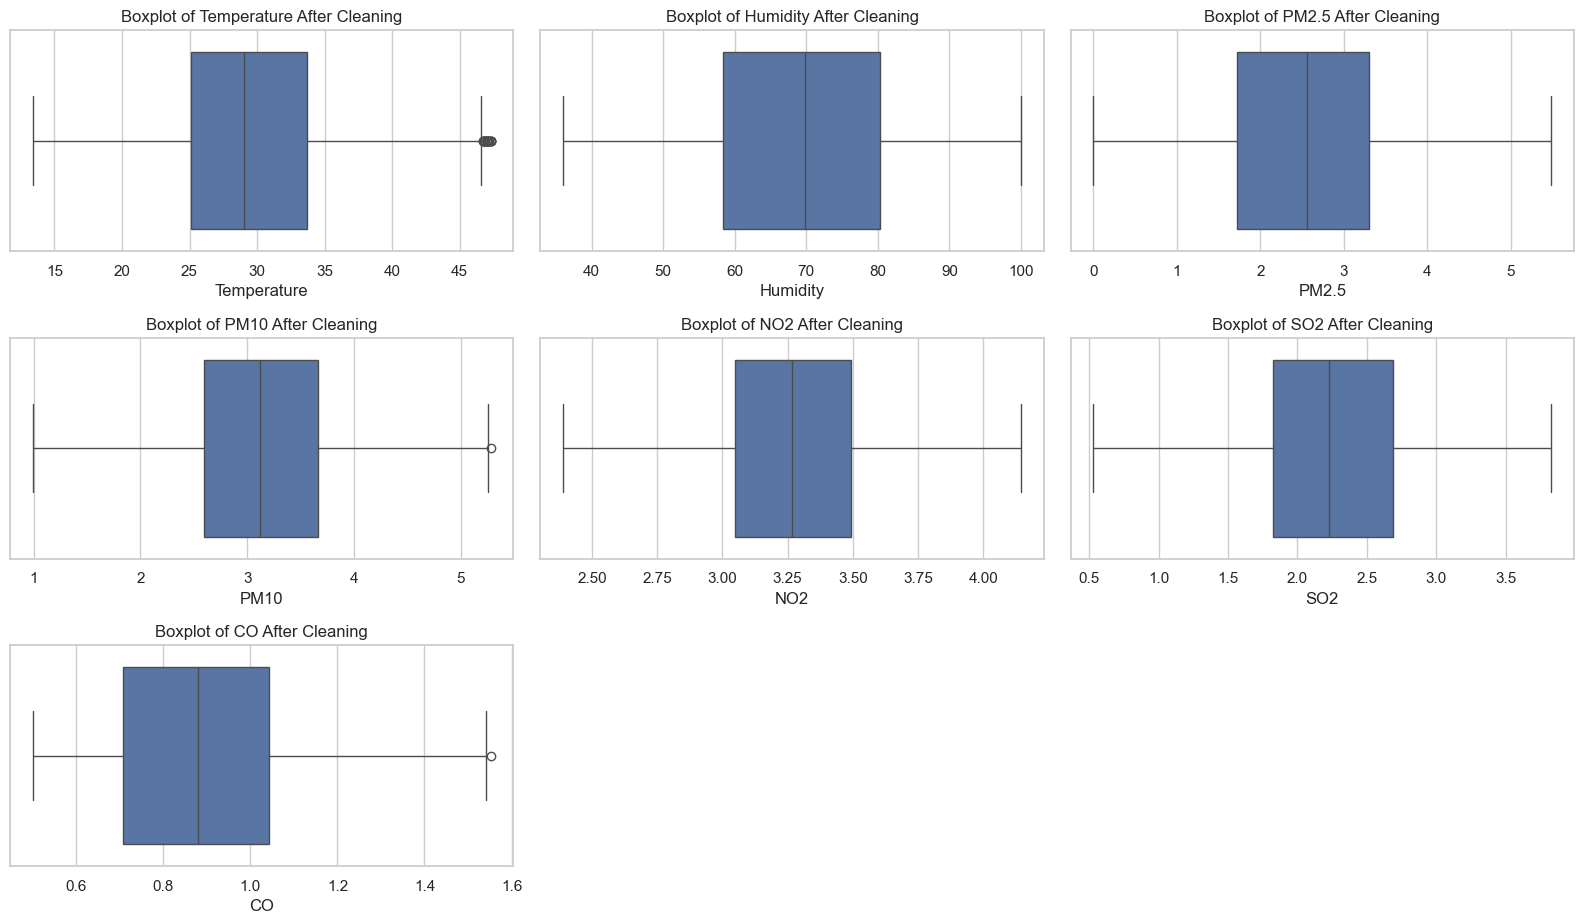 Boxplot of Temperature After Cleaning
15 20 25 30 35 40 45
Temperature
Boxplot of Humidity After Cleaning
40 50 60 70 80 90 100
Humidity
Boxplot of PM2.5 After Cleaning
0 1 2 3 4 5
PM2.5
Boxplot of PM10 After Cleaning
1 2 3 4 5
PM10
Boxplot of NO2 After Cleaning
2.50 2.75 3.00 3.25 3.50 3.75 4.00
NO2
Boxplot of SO2 After Cleaning
0.5 1.0 1.5 2.0 2.5 3.0 3.5
SO2
Boxplot of CO After Cleaning
0.6 0.8 1.0 1.2 1.4 1.6
CO